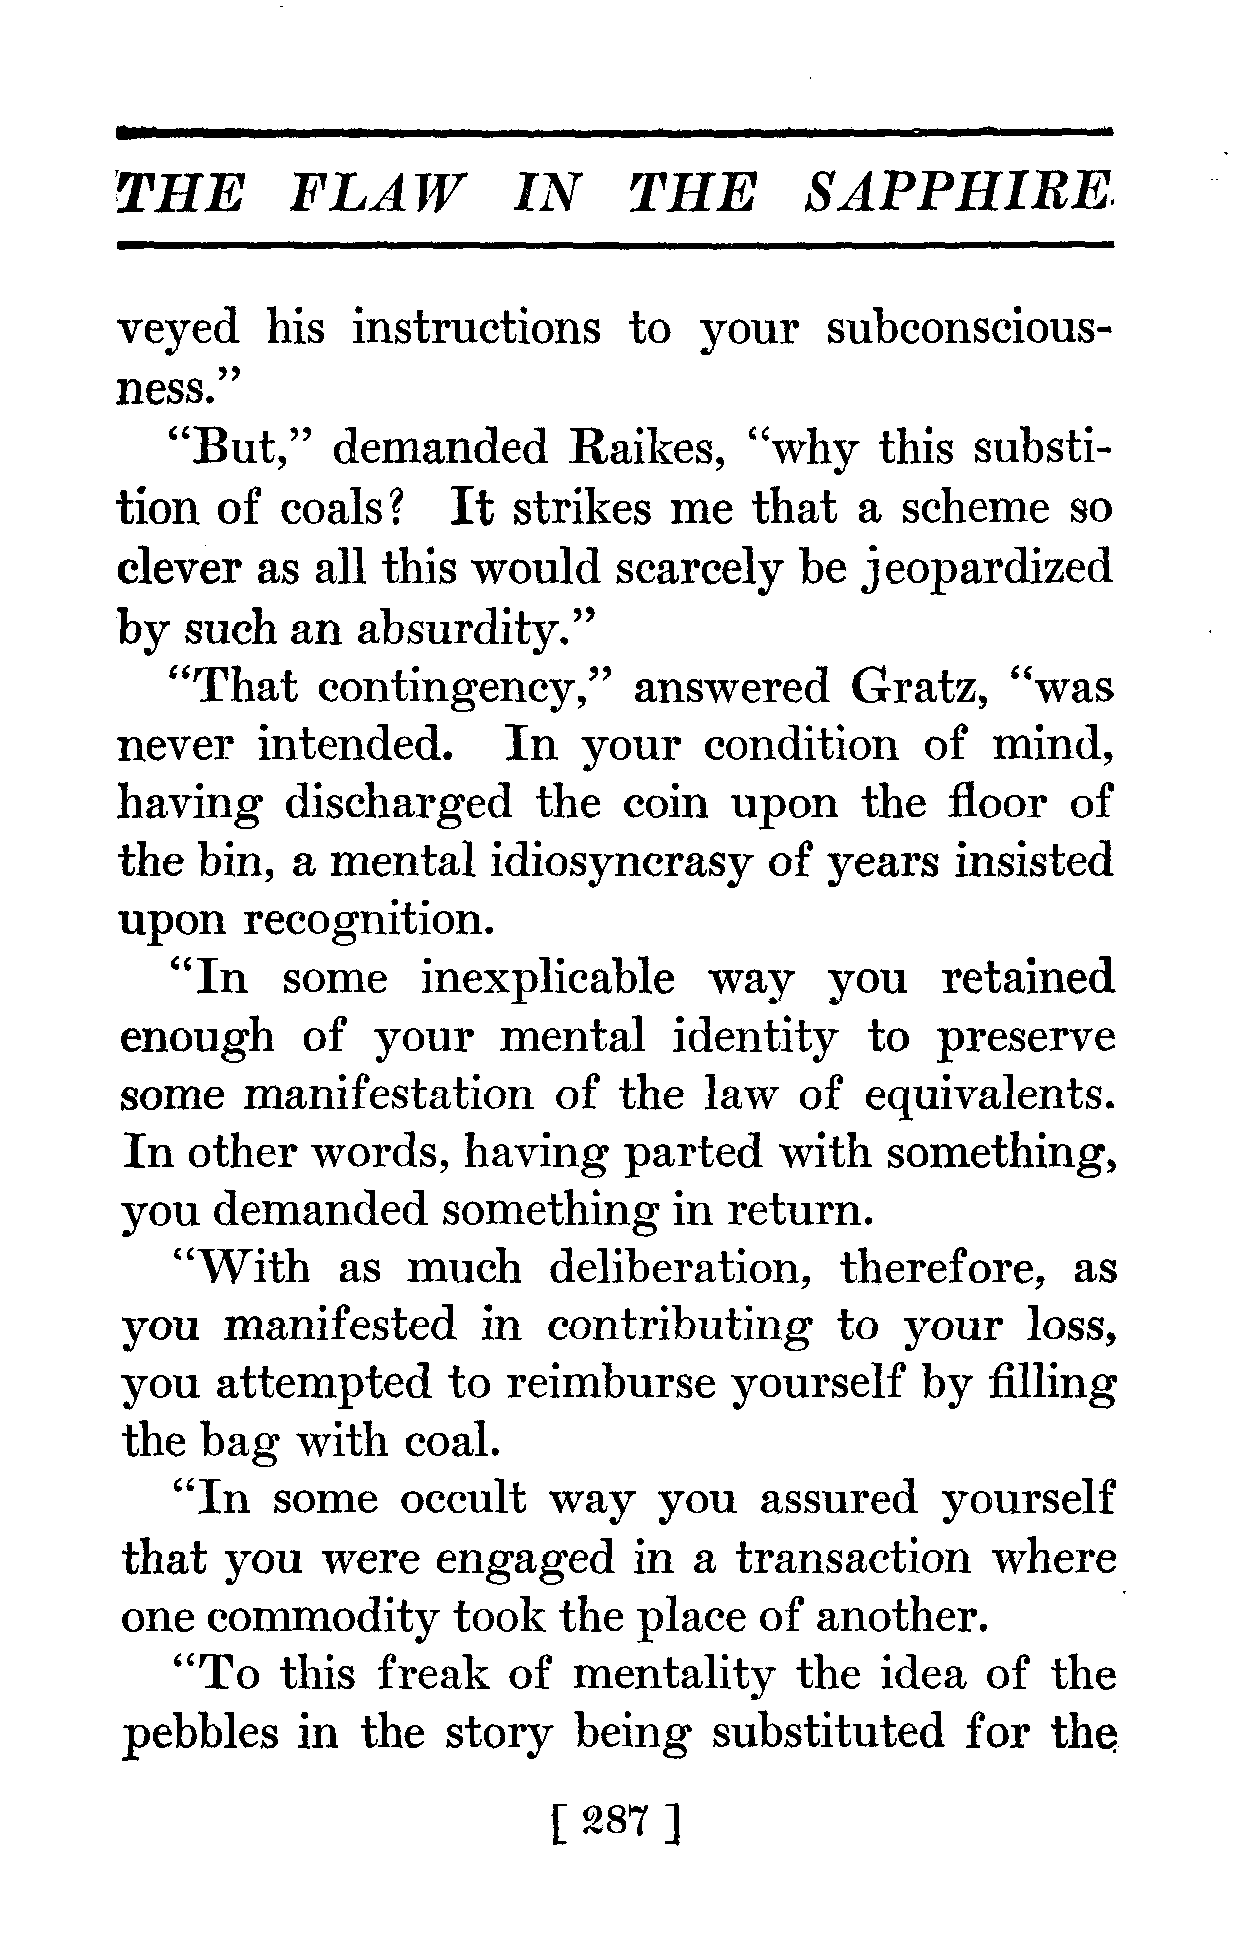 THE FLAW IN THE SAPPHIRE
veyed his instructions to your subconscious-
ness."
"But," demanded Raikes, "why this substi-
tion of coals? It strikes me that a scheme so
clever as all this would scarcely be jeopardized
by such an absurdity."
"That contingency," answered Gratz, "was
never intended. In your condition of mind,
having discharged the coin upon the floor of
the bin, a mental idiosyncrasy of years insisted
upon recognition.
"In some inexplicable way you retained
enough of your mental identity to preserve
some manifestation of the law of equivalents.
In other words, having parted with something,
you demanded something in return.
"With as much deliberation, therefore, as
you manifested in contributing to your loss,
you attempted to reimburse yourself by filling
the bag with coal.
"In some occult way you assured yourself
that you were engaged in a transaction where
one commodity took the place of another.
"To this freak of mentality the idea of the
pebbles in the story being substituted for the
[ 287 ]